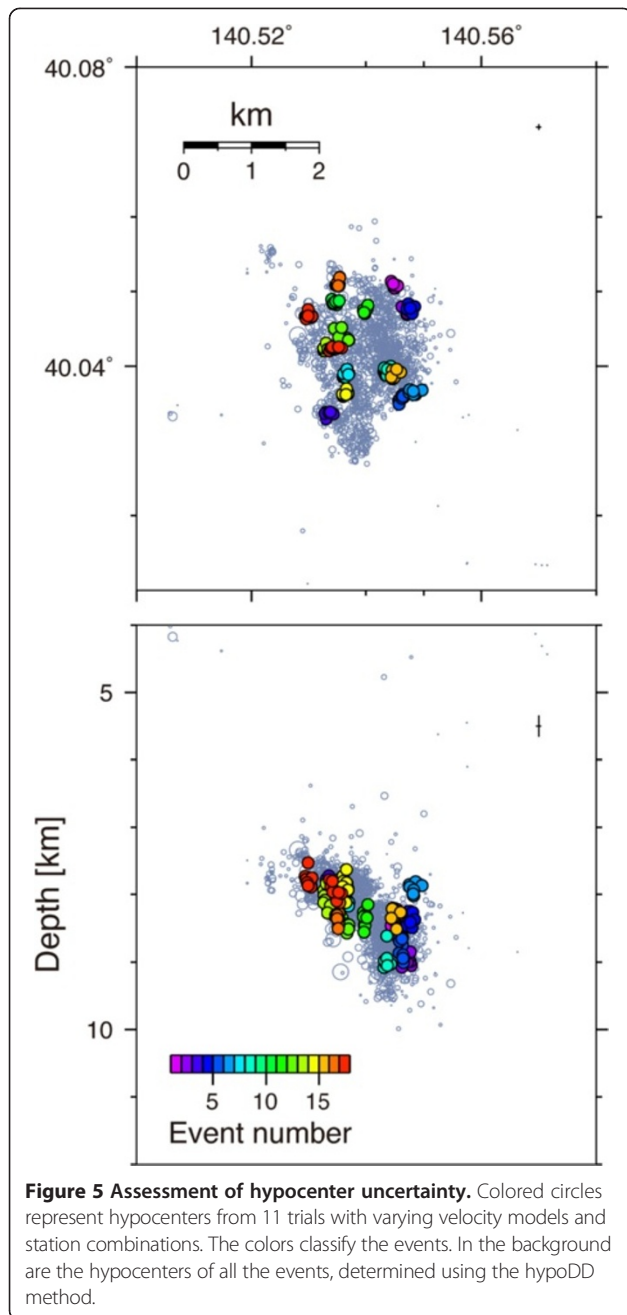 140.52° 140.56°
40.08°
km
0 1 2
40.04°
5
Depth [km]
10
5 10 15
Event number
Figure 5 Assessment of hypocenter uncertainty. Colored circles
represent hypocenters from 11 trials with varying velocity models and
station combinations. The colors classify the events. In the background
are the hypocenters of all the events, determined using the hypoDD
method.